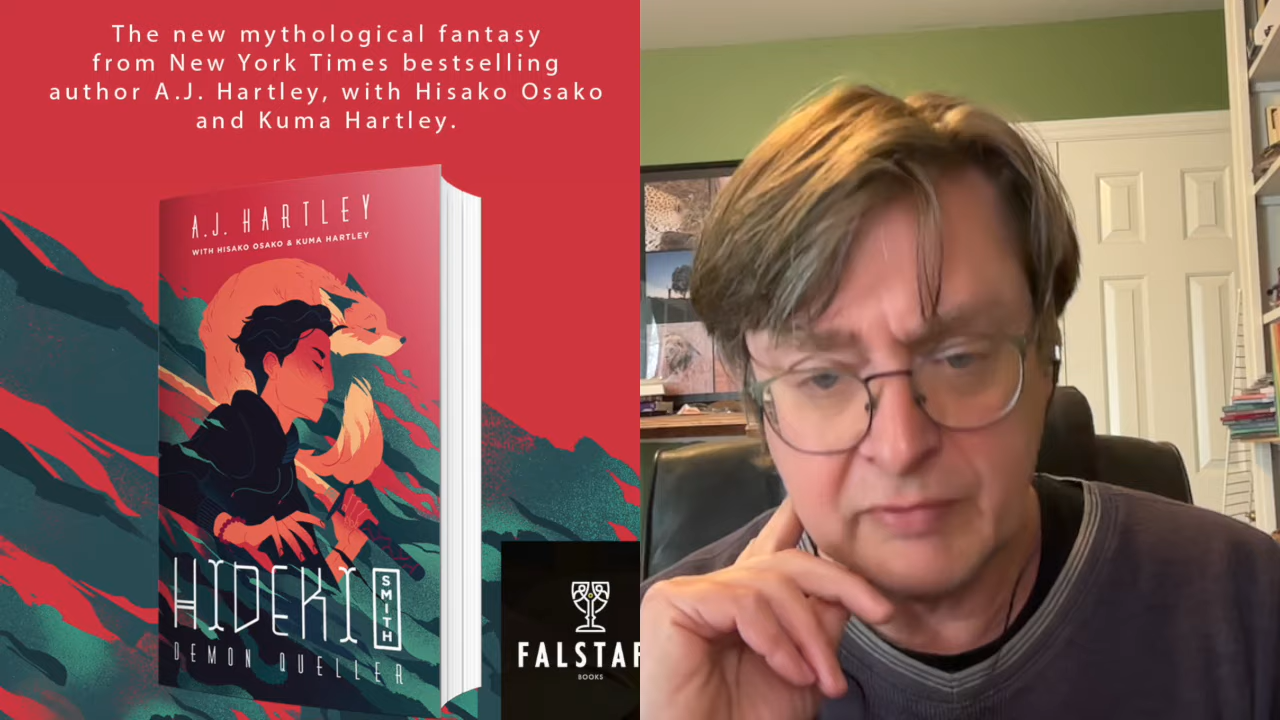 The new mythological fantasy
from New York Times bestselling
author A.J. Hartley, with Hisako Osako
and Kuma Hartley.
A.J. HARTLEY
WITH HISAKO OSAKO & KUMA HARTLEY
HIDEKI
SMITH
DEMON QUELLER
FALSTAF
BOOKS